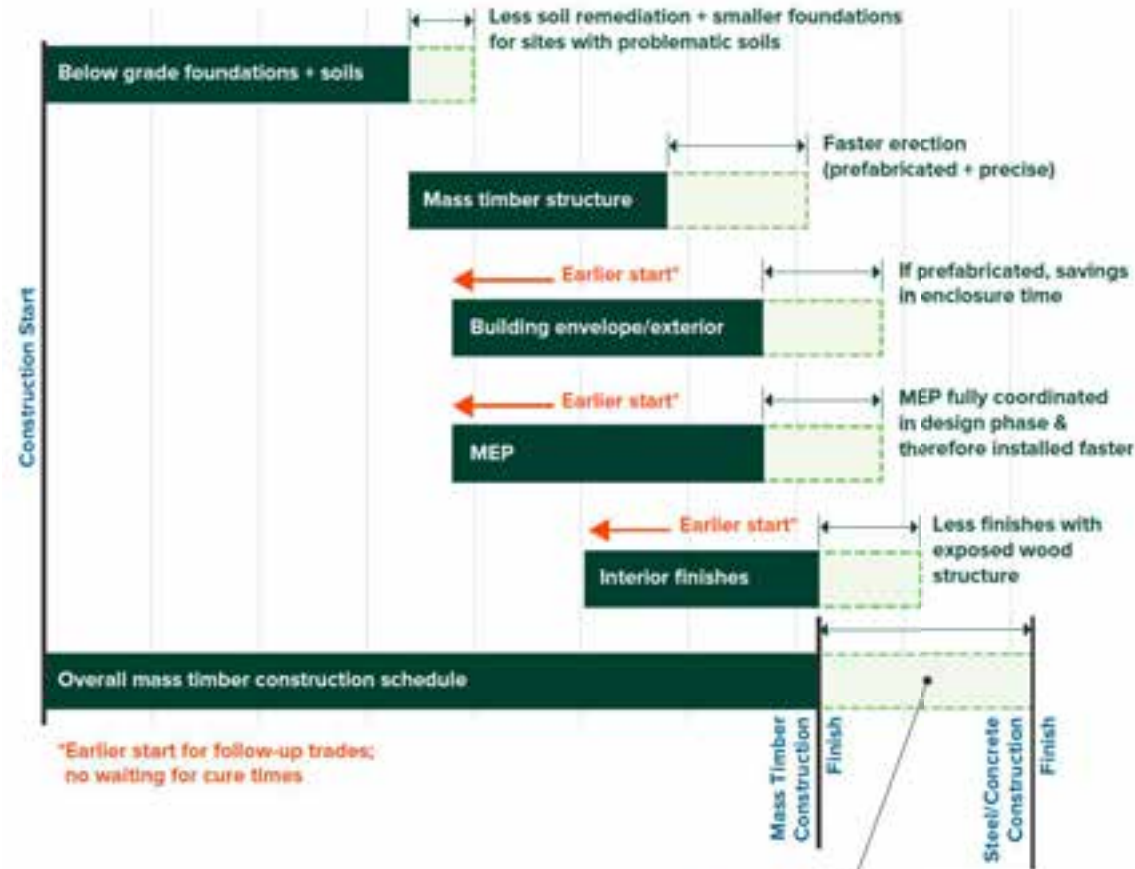 Less soil remediation + smaller foundations
for sites with problematic soils
Below grade foundations + soils
Faster erection
(prefabricated + precise)
Mass timber structure
Earlier start*
If prefabricated, savings
in enclosure time
Building envelope/exterior
Construction Start
Earlier start*
MEP fully coordinated
in design phase &
therefore installed faster
MEP
Earlier start*
Less finishes with
exposed wood
structure
Interior finishes
Overall mass timber construction schedule
*Earlier start for follow-up trades;
no waiting for cure times
Mass Timber
Construction
Finish
Steel/Concrete
Construction
Finish